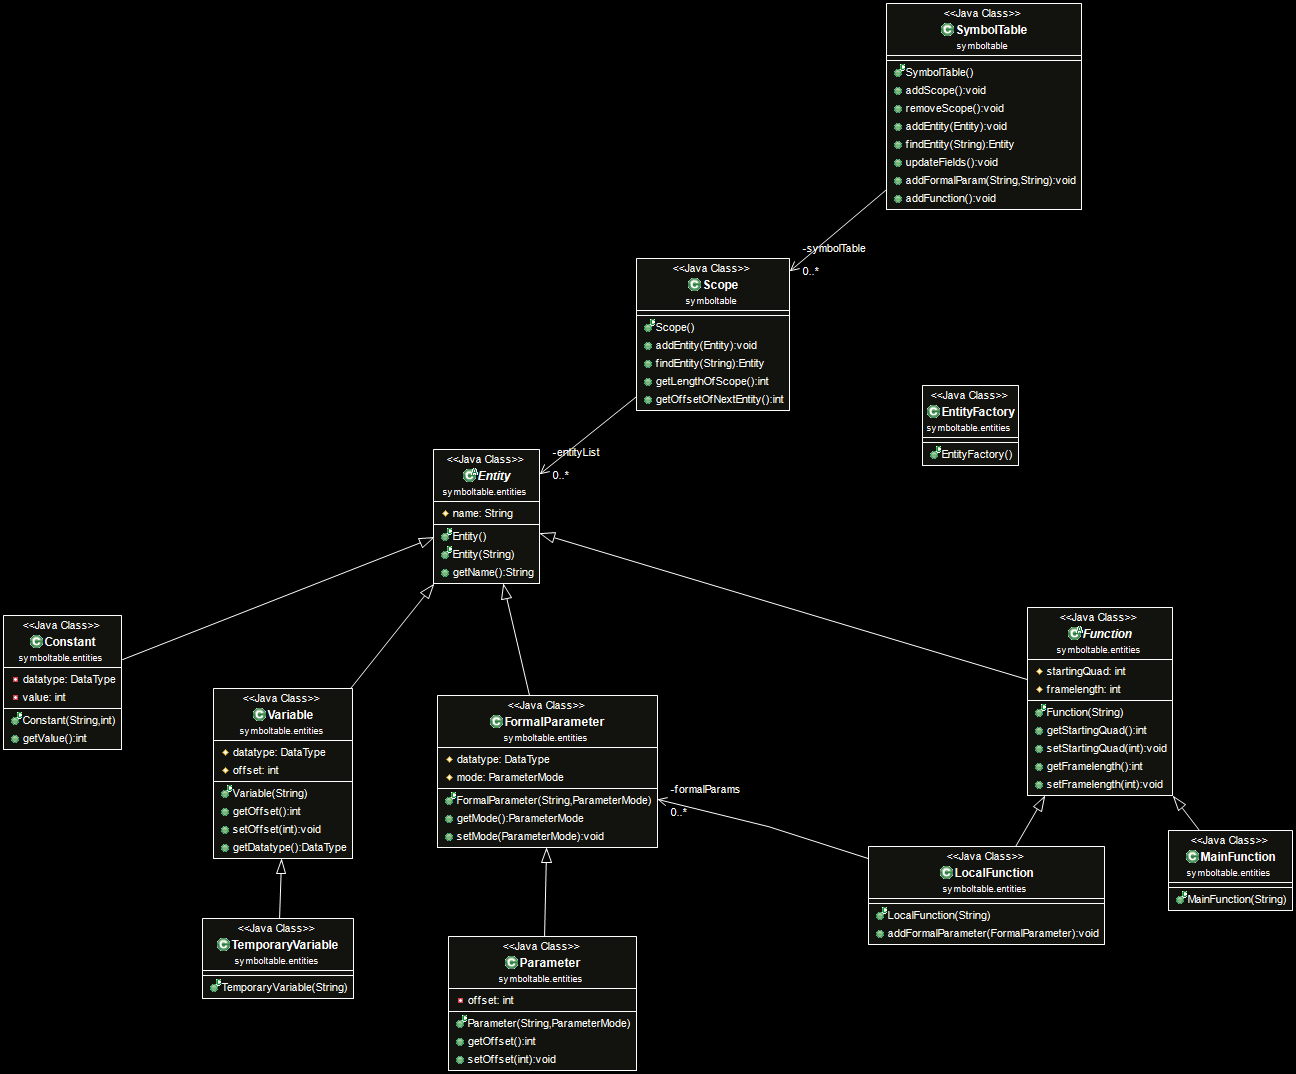 <<Java Class>>
SymbolTable
symboltable
SymbolTable()
addScope():void
removeScope():void
addEntity(Entity):void
findEntity(String):Entity
updateFields():void
addFormalParam(String,String):void
addFunction():void
-symbolTable
0..*
<<Java Class>>
Scope
symboltable
Scope()
addEntity(Entity):void
findEntity(String):Entity
getLengthOfScope():int
getOffsetOfNextEntity():int
<<Java Class>>
EntityFactory
symboltable.entities
EntityFactory()
-entityList
0..*
<<Java Class>>
Entity
symboltable.entities
name: String
Entity()
Entity(String)
getName():String
<<Java Class>>
Constant
symboltable.entities
datatype: DataType
value: int
Constant(String,int)
getValue():int
<<Java Class>>
Variable
symboltable.entities
datatype: DataType
offset: int
Variable(String)
getOffset():int
setOffset(int):void
getDatatype():DataType
<<Java Class>>
FormalParameter
symboltable.entities
datatype: DataType
mode: ParameterMode
FormalParameter(String,ParameterMode)
getMode():ParameterMode
setMode(ParameterMode):void
-formalParams
0..*
<<Java Class>>
Function
symboltable.entities
startingQuad: int
framelength: int
Function(String)
getStartingQuad():int
setStartingQuad(int):void
getFramelength():int
setFramelength(int):void
<<Java Class>>
LocalFunction
symboltable.entities
LocalFunction(String)
addFormalParameter(FormalParameter):void
<<Java Class>>
MainFunction
symboltable.entities
MainFunction(String)
<<Java Class>>
TemporaryVariable
symboltable.entities
TemporaryVariable(String)
<<Java Class>>
Parameter
symboltable.entities
offset: int
Parameter(String,ParameterMode)
getOffset():int
setOffset(int):void